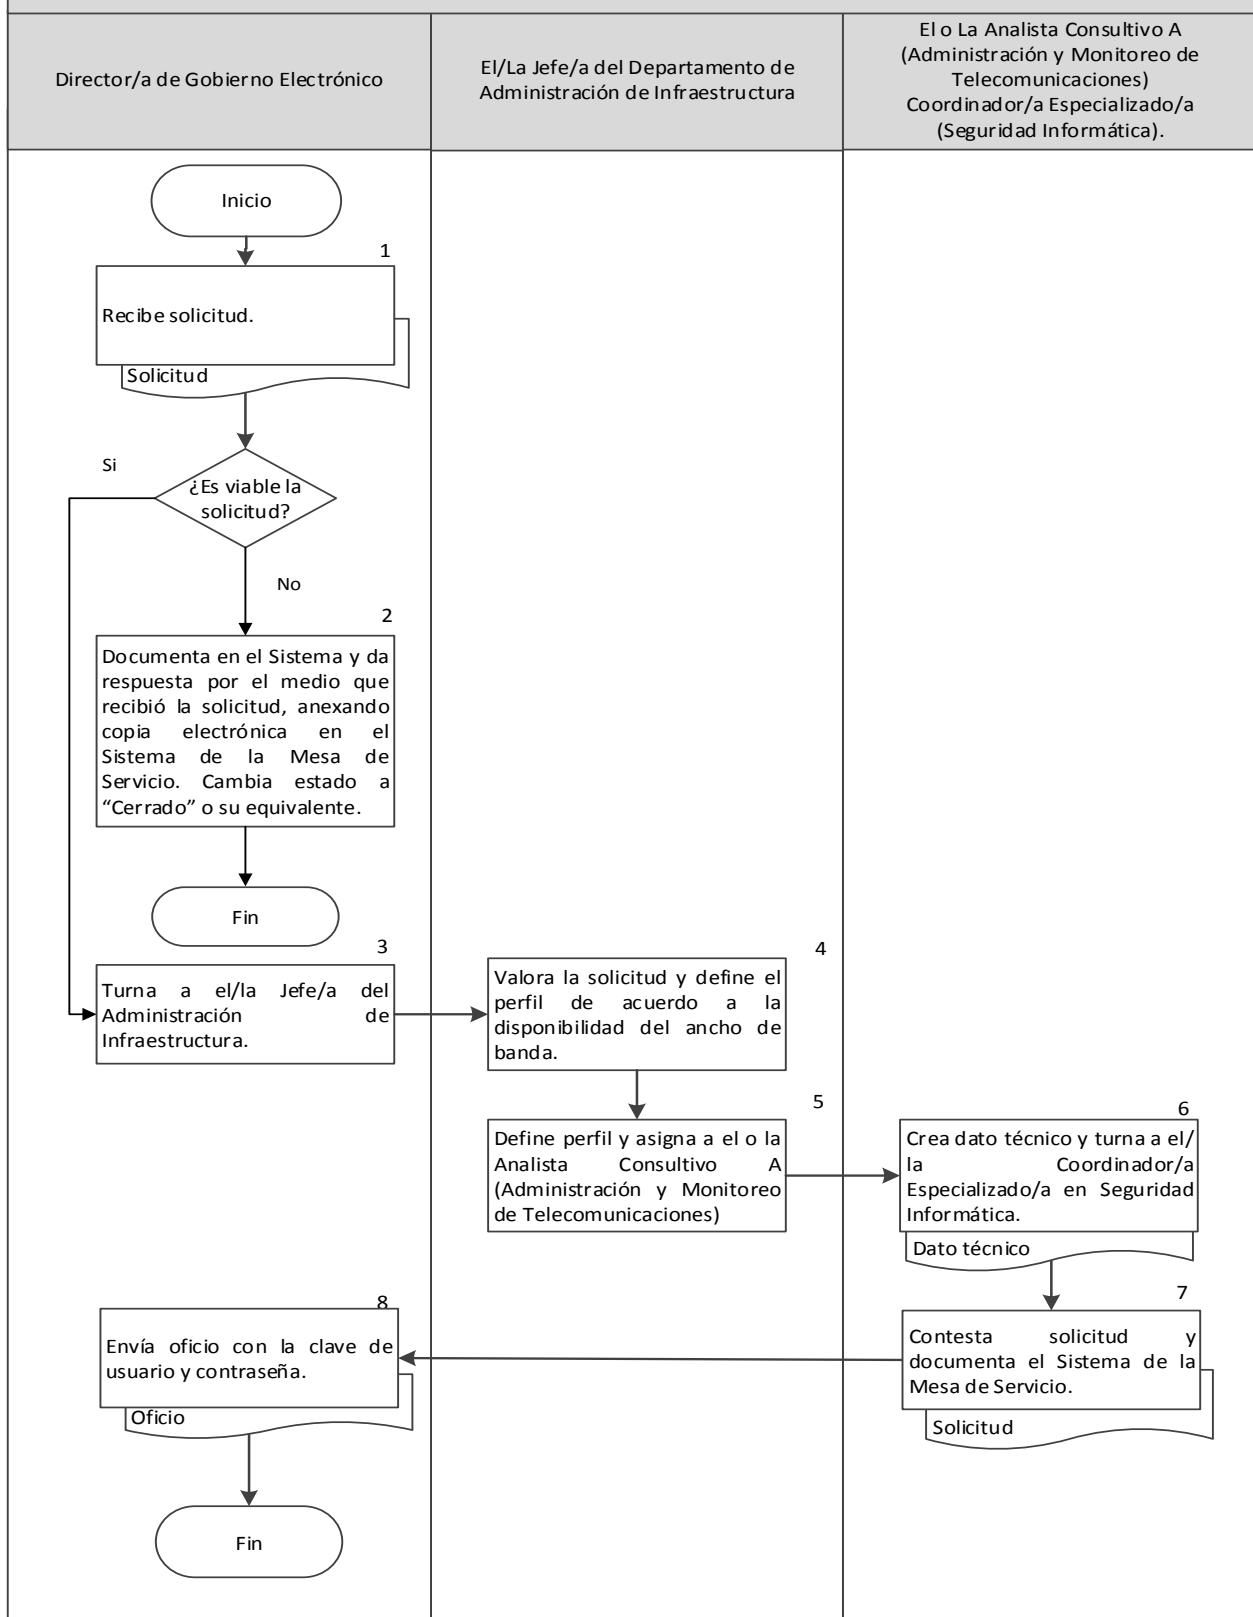 Director/a de Gobierno Electrónico
El/La Jefe/a del Departamento de
Administración de Infraestructura
El o La Analista Consultivo A
(Administración y Monitoreo de
Telecomunicaciones)
Coordinador/a Especializado/a
(Seguridad Informática).
Inicio
1
Recibe solicitud.
Solicitud
Si
¿Es viable la
solicitud?
No
2
Documenta en el Sistema y da
respuesta por el medio que
recibió la solicitud, anexando
copia electrónica en el
Sistema de la Mesa de
Servicio. Cambia estado a
“Cerrado” o su equivalente.
Fin
3
Turna a el/la Jefe/a del
Administración de
Infraestructura.
4
Valora la solicitud y define el
perfil de acuerdo a la
disponibilidad del ancho de
banda.
5
Define perfil y asigna a el o la
Analista Consultivo A
(Administración y Monitoreo
de Telecomunicaciones)
6
Crea dato técnico y turna a el/
la Coordinador/a
Especializado/a en Seguridad
Informática.
Dato técnico
7
Contesta solicitud y
documenta el Sistema de la
Mesa de Servicio.
Solicitud
8
Envía oficio con la clave de
usuario y contraseña.
Oficio
Fin